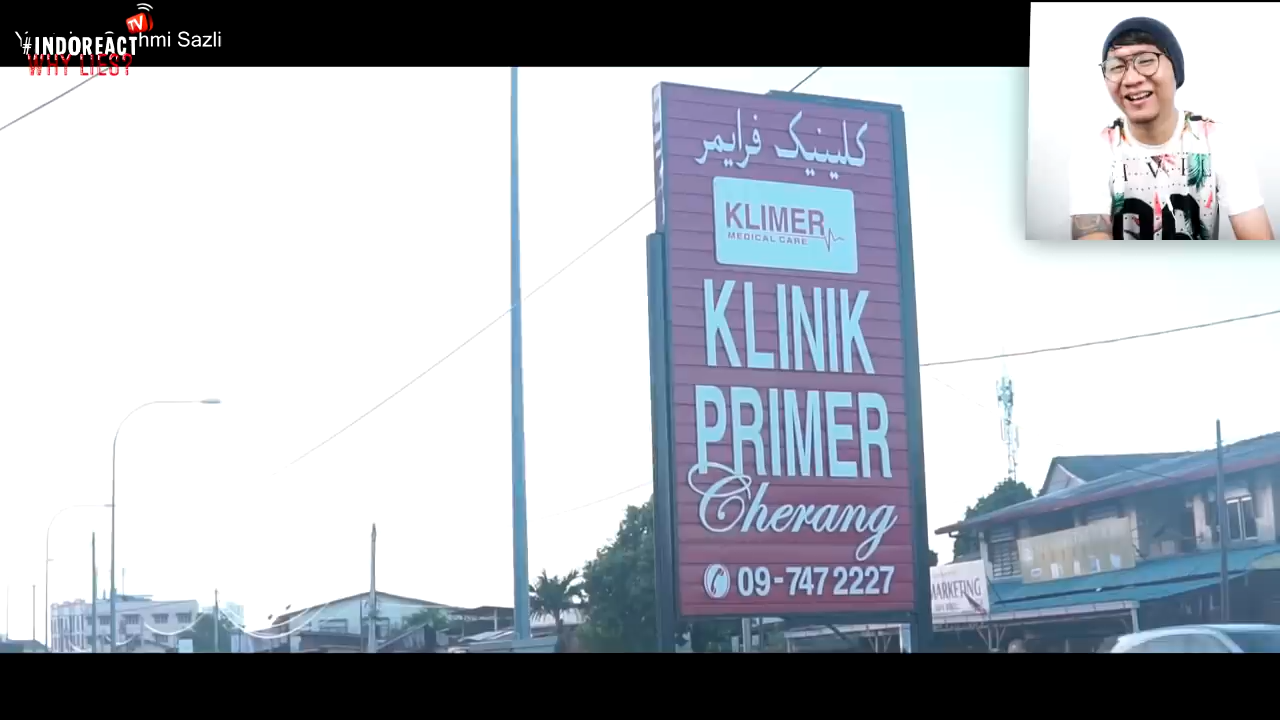 #INDOREACT
TV
hmi Sazli
WHY LIES?
كلينيك فرايمر
KLIMER
MEDICAL CARE
KLINIK
PRIMER
Cherang
09-747 2227
MARKETING